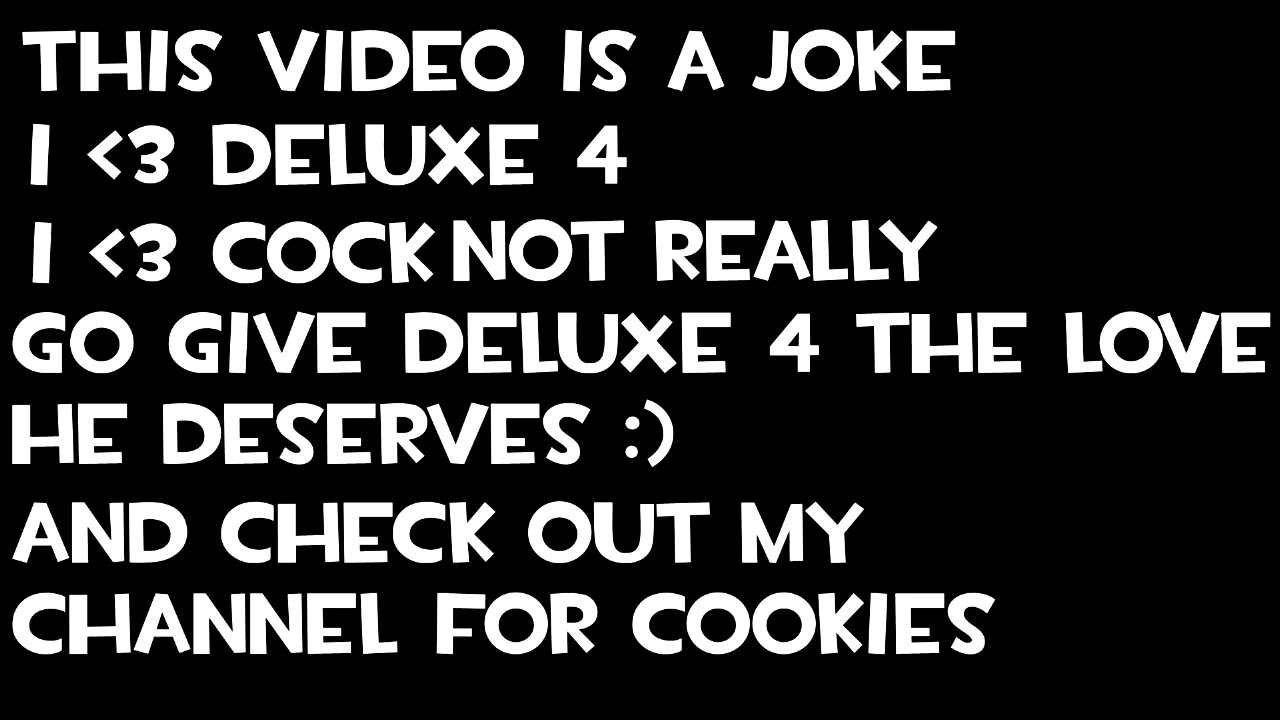 THIS VIDEO IS A JOKE
I <3 DELUXE 4
I <3 COCK NOT REALLY
GO GIVE DELUXE 4 THE LOVE
HE DESERVES :)
AND CHECK OUT MY
CHANNEL FOR COOKIES